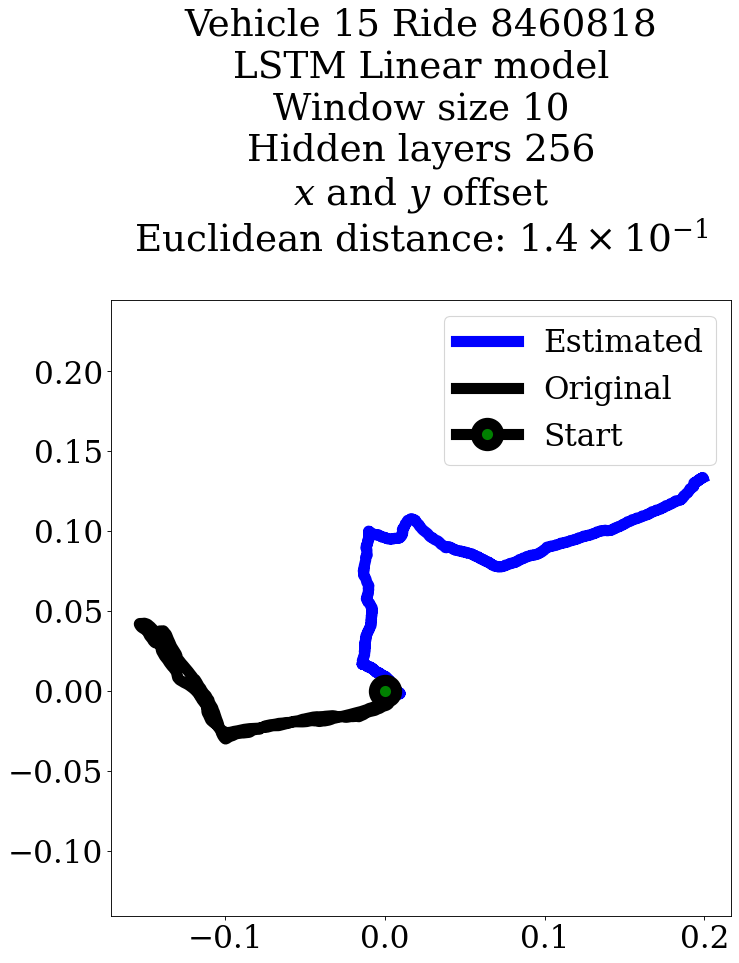 Vehicle 15 Ride 8460818
LSTM Linear model
Window size 10
Hidden layers 256
x and y offset
Euclidean distance: 1.4 × 10⁻¹
Estimated
Original
Start
0.20
0.15
0.10
0.05
0.00
−0.05
−0.10
−0.1 0.0 0.1 0.2